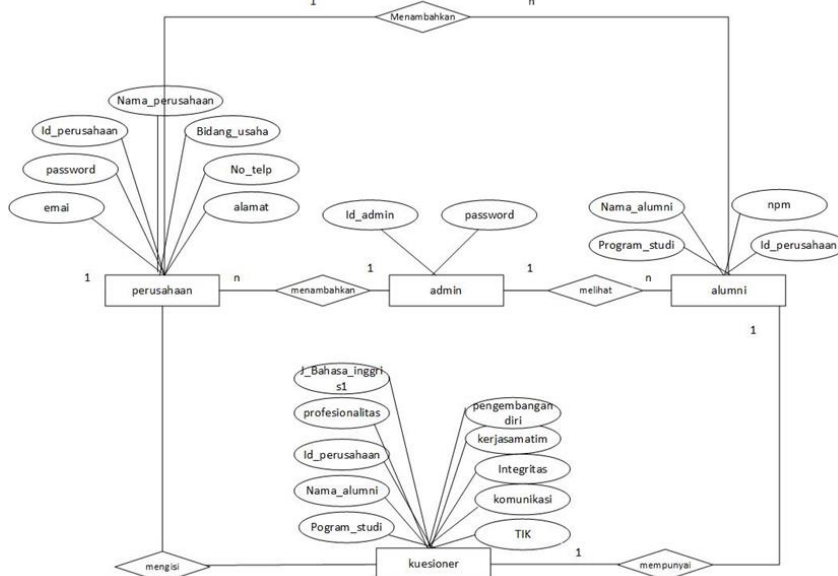 1
n
Menambahkan
Nama_perusahaan
Id_perusahaan
Bidang_usaha
password
No_telp
emai
alamat
Id_admin
password
Nama_alumni
npm
Program_studi
Id_perusahaan
1
perusahaan
n
menambahkan
1
admin
1
melihat
n
alumni
1
J_Bahasa_inggri
s1
profesionalitas
pengembangan
diri
kerjasamatim
Id_perusahaan
Integritas
Nama_alumni
komunikasi
Pogram_studi
TIK
mengisi
kuesioner
1
mempunyai